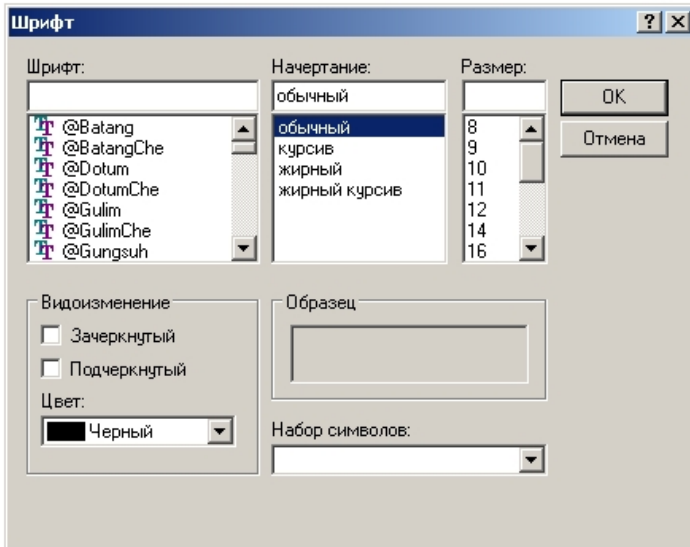 Шрифт
Шрифт:
@Batang
@BatangChe
@Dotum
@DotumChe
@Gulim
@GulimChe
@Gungsuh
Начертание:
обычный
обычный
курсив
жирный
жирный курсив
Размер:
8
9
10
11
12
14
16
OK
Отмена
Видоизменение
Зачеркнутый
Подчеркнутый
Цвет:
Черный
Образец
Набор символов: